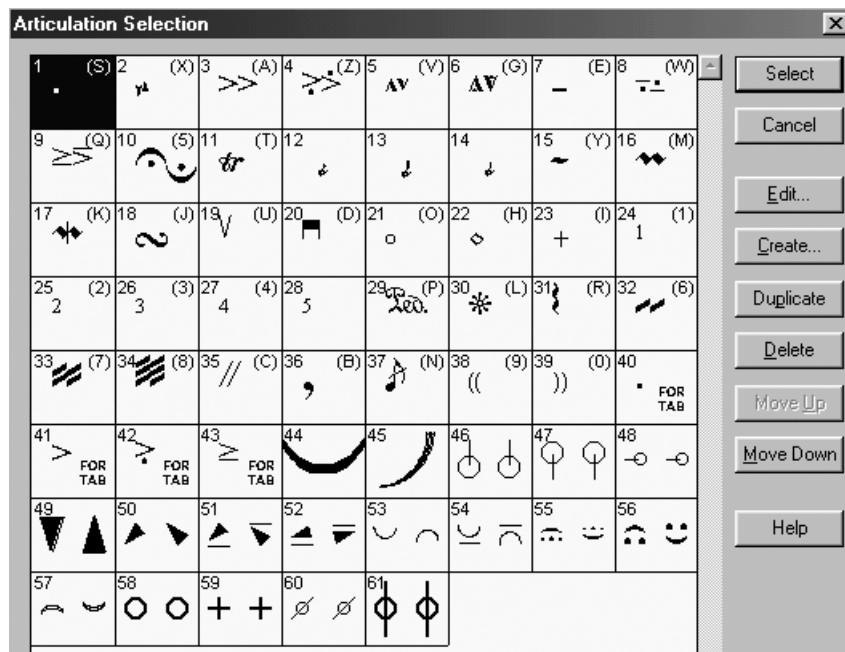 Articulation Selection
1 (S) 2 (X) 3 (A) 4 (Z) 5 (V) 6 (G) 7 (E) 8 (W)
9 (Q) 10 (5) 11 (T) tr 12 13 14 15 (Y) 16 (M)
17 (K) 18 (J) 19 (U) 20 (D) 21 (O) 22 (H) 23 (I) 24 (1)
1
25 (2) 26 (3) 27 (4) 28 29 (P) 30 (L) 31 (R) 32 (6)
2 3 4 5 Ped.
33 (7) 34 (8) 35 (C) 36 (B) 37 (N) 38 (9) 39 (0) 40
// , (( )) . FOR
TAB
41 42 43 44 45 46 47 48
> FOR
TAB
FOR
TAB
FOR
TAB
49 50 51 52 53 54 55 56
57 58 59 60 61
Select
Cancel
Edit...
Create...
Duplicate
Delete
Move Up
Move Down
Help